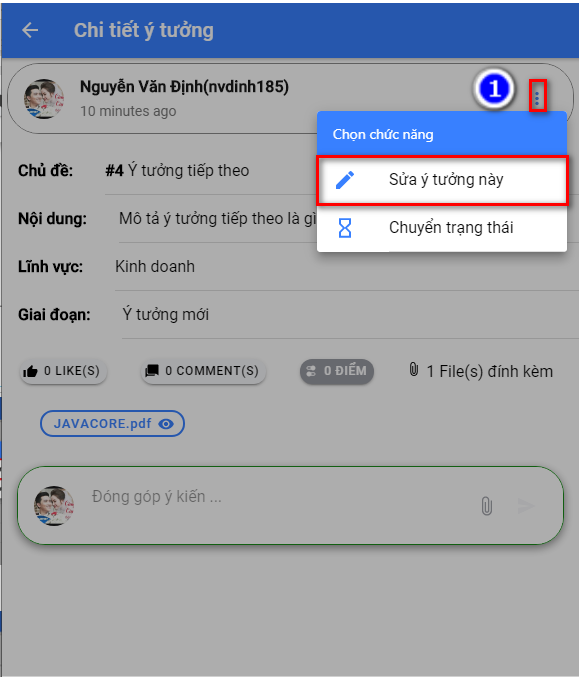 Chi tiết ý tưởng
Nguyễn Văn Định(nvdinh185)
10 minutes ago
1
Chọn chức năng
Sửa ý tưởng này
Chuyển trạng thái
Chủ đề: #4 Ý tưởng tiếp theo
Nội dung: Mô tả ý tưởng tiếp theo là gì
Lĩnh vực: Kinh doanh
Giai đoạn: Ý tưởng mới
0 LIKE(S) 0 COMMENT(S) 0 ĐIỂM 1 File(s) đính kèm
JAVACORE.pdf
Đóng góp ý kiến ...